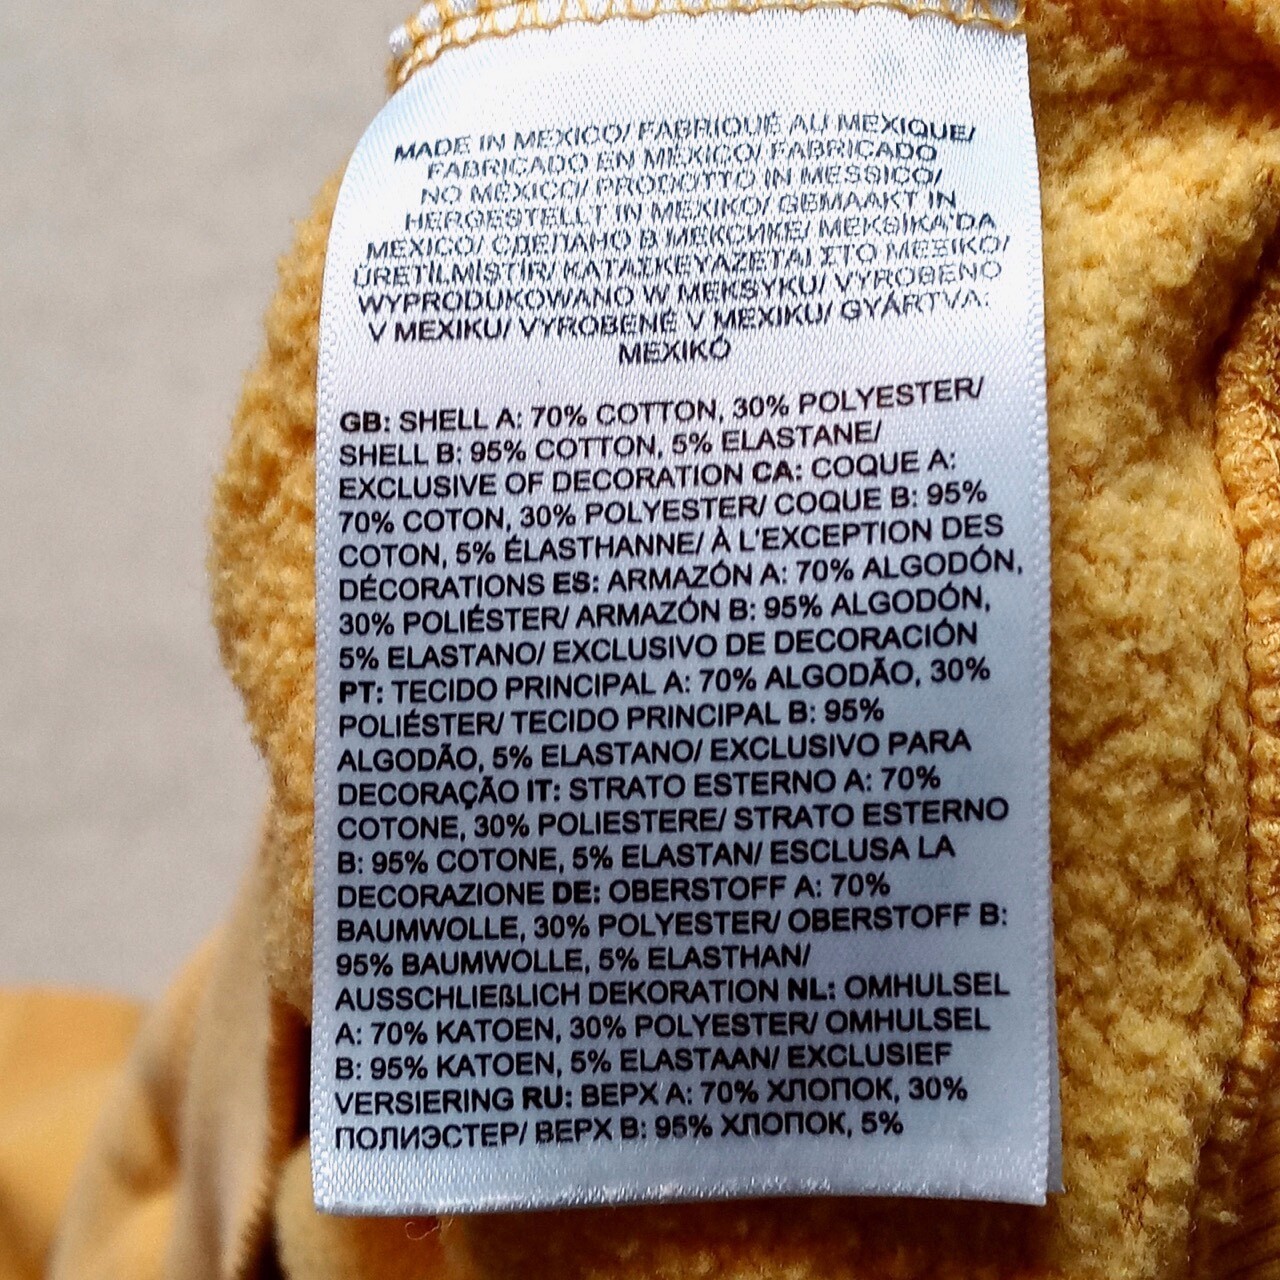 MADE IN MEXICO/ FABRIQUÉ AU MEXIQUE/
FABRICADO EN MÉXICO/ FABRICADO
NO MÉXICO/ PRODOTTO IN MESSICO/
HERGESTELLT IN MEXIKO/ GEMAAKT IN
MEXICO/ СДЕЛАНО В МЕКСИКЕ/ MEKSİKA'DA
ÜRETİLMİŞTİR/ ΚΑΤΑΣΚΕΥΑΖΕΤΑΙ ΣΤΟ ΜΕΞΙΚΟ/
WYPRODUKOWANO W MEKSYKU/ VYROBENO
V MEXIKU/ VYROBENÉ V MEXIKU/ GYÁRTVA:
MEXIKÓ
GB: SHELL A: 70% COTTON, 30% POLYESTER/
SHELL B: 95% COTTON, 5% ELASTANE/
EXCLUSIVE OF DECORATION CA: COQUE A:
70% COTON, 30% POLYESTER/ COQUE B: 95%
COTON, 5% ÉLASTHANNE/ À L'EXCEPTION DES
DÉCORATIONS ES: ARMAZÓN A: 70% ALGODÓN,
30% POLIÉSTER/ ARMAZÓN B: 95% ALGODÓN,
5% ELASTANO/ EXCLUSIVO DE DECORACIÓN
PT: TECIDO PRINCIPAL A: 70% ALGODÃO, 30%
POLIÉSTER/ TECIDO PRINCIPAL B: 95%
ALGODÃO, 5% ELASTANO/ EXCLUSIVO PARA
DECORAÇÃO IT: STRATO ESTERNO A: 70%
COTONE, 30% POLIESTERE/ STRATO ESTERNO
B: 95% COTONE, 5% ELASTAN/ ESCLUSA LA
DECORAZIONE DE: OBERSTOFF A: 70%
BAUMWOLLE, 30% POLYESTER/ OBERSTOFF B:
95% BAUMWOLLE, 5% ELASTHAN/
AUSSCHLIEßLICH DEKORATION NL: OMHULSEL
A: 70% KATOEN, 30% POLYESTER/ OMHULSEL
B: 95% KATOEN, 5% ELASTAAN/ EXCLUSIEF
VERSIERING RU: ВЕРХ А: 70% ХЛОПОК, 30%
ПОЛИЭСТЕР/ ВЕРХ B: 95% ХЛОПОК, 5%